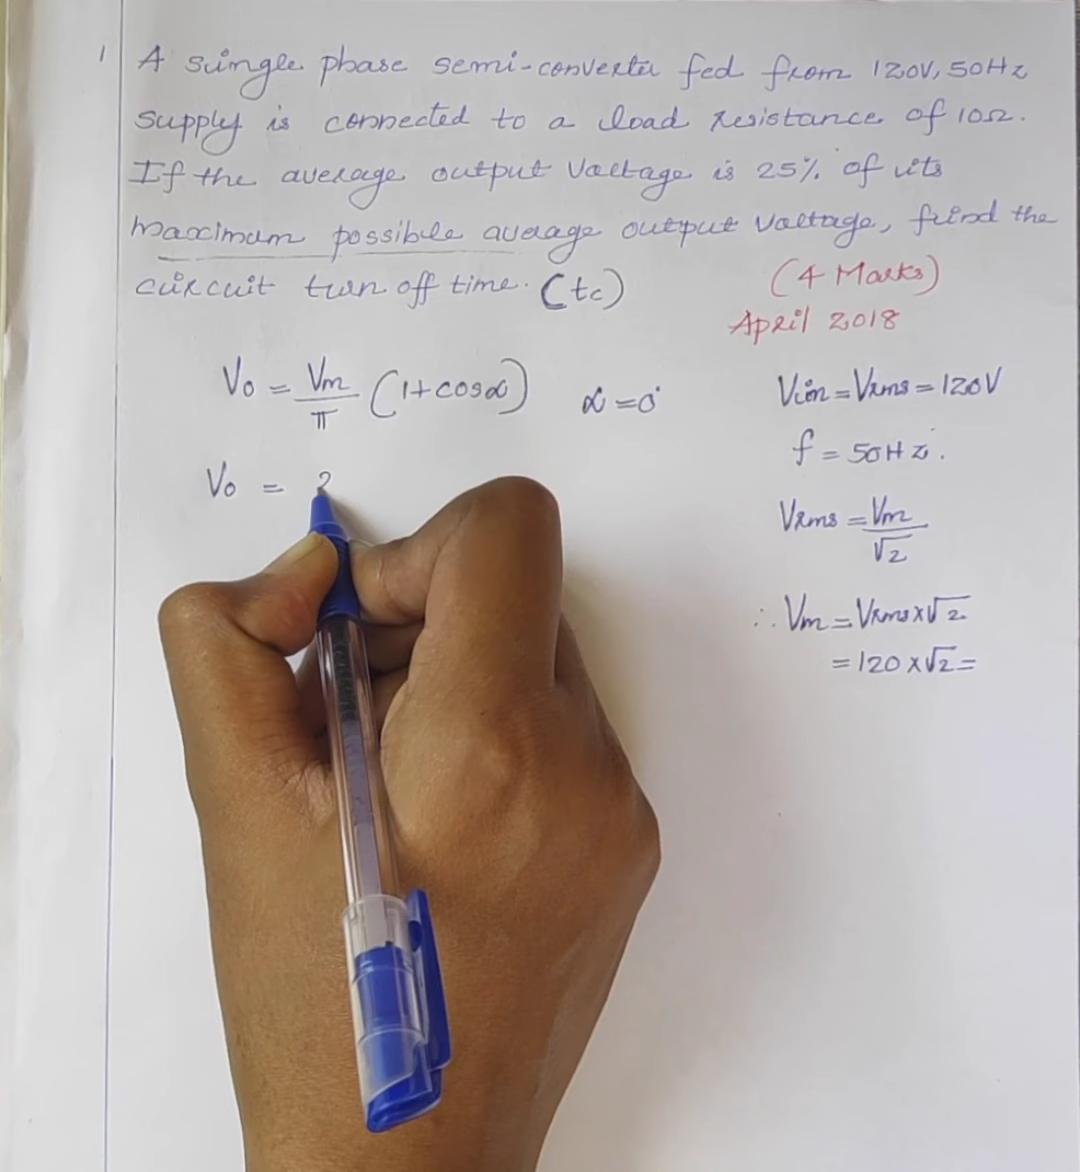 1 A single phase semi-converter fed from 120V, 50Hz
supply is connected to a load resistance of 10Ω.
If the average output voltage is 25% of its
maximum possible average output voltage, find the
circuit turn off time. (tc)
(4 Marks)
April 2018
Vo = Vm/π (1+cosα) α=0°
Vo = 2
Vin = Vrms = 120V
f = 50Hz.
Vrms = Vm/√2
∴ Vm = Vrms x √2
= 120 x √2 =